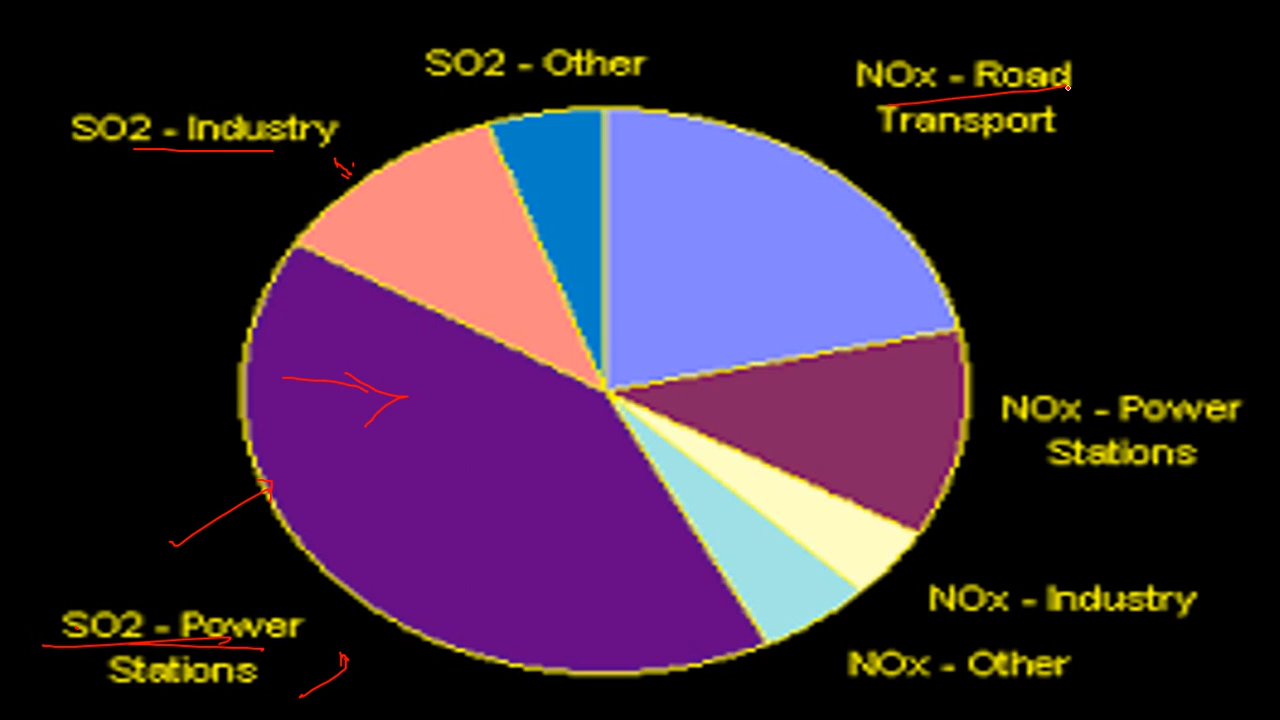 SO2 - Other
NOx - Road
Transport
SO2 - Industry
NOx - Power
Stations
NOx - Industry
SO2 - Power
Stations
NOx - Other